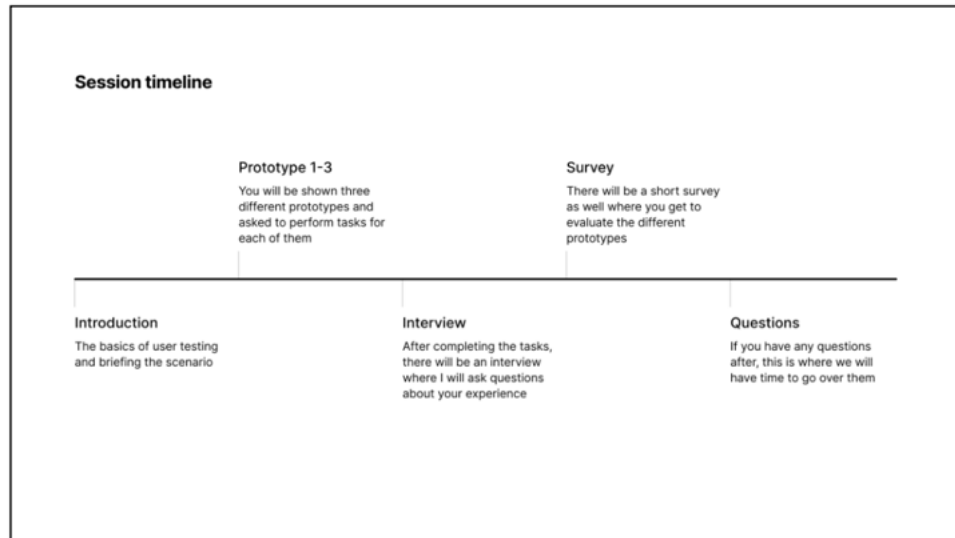 Session timeline
Prototype 1-3
You will be shown three
different prototypes and
asked to perform tasks for
each of them
Survey
There will be a short survey
as well where you get to
evaluate the different
prototypes
Introduction
The basics of user testing
and briefing the scenario
Interview
After completing the tasks,
there will be an interview
where I will ask questions
about your experience
Questions
If you have any questions
after, this is where we will
have time to go over them